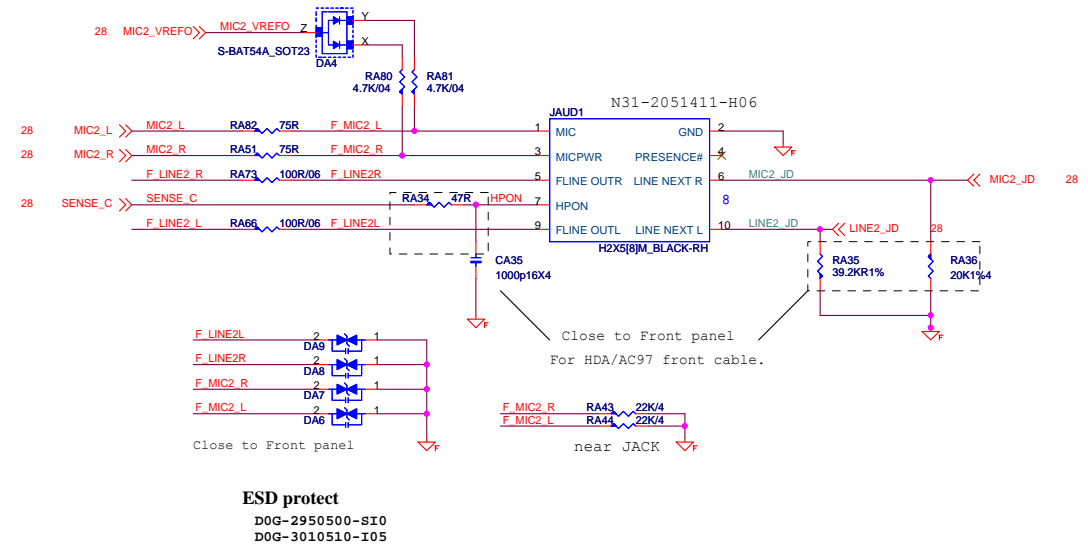 28 MIC2_VREFO MIC2_VREFO Z Y
X
S-BAT54A_SOT23
DA4
RA80 RA81
4.7K/04 4.7K/04
N31-2051411-H06
JAUD1
28 MIC2_L MIC2_L RA82 75R F_MIC2_L 1 MIC GND 2
F
28 MIC2_R MIC2_R RA51 75R F_MIC2_R 3 MICPWR PRESENCE# 4
F_LINE2_R RA73 100R/06 F_LINE2R 5 FLINE OUTR LINE NEXT R 6 MIC2_JD MIC2_JD 28
28 SENSE_C SENSE_C RA34 47R HPON 7 HPON 8
F_LINE2_L RA66 100R/06 F_LINE2L 9 FLINE OUTL LINE NEXT L 10 LINE2_JD LINE2_JD 28
H2X5[8]M_BLACK-RH
CA35
1000p16X4
RA35 RA36
39.2KR1% 20K1%4
F
F
Close to Front panel
For HDA/AC97 front cable.
F_LINE2L 2 1
DA9
F_LINE2R 2 1
DA8
F_MIC2_R 2 1
DA7
F_MIC2_L 2 1
DA6
F
Close to Front panel
F_MIC2_R RA43 22K/4
F_MIC2_L RA44 22K/4
near JACK F
ESD protect
D0G-2950500-SI0
D0G-3010510-I05